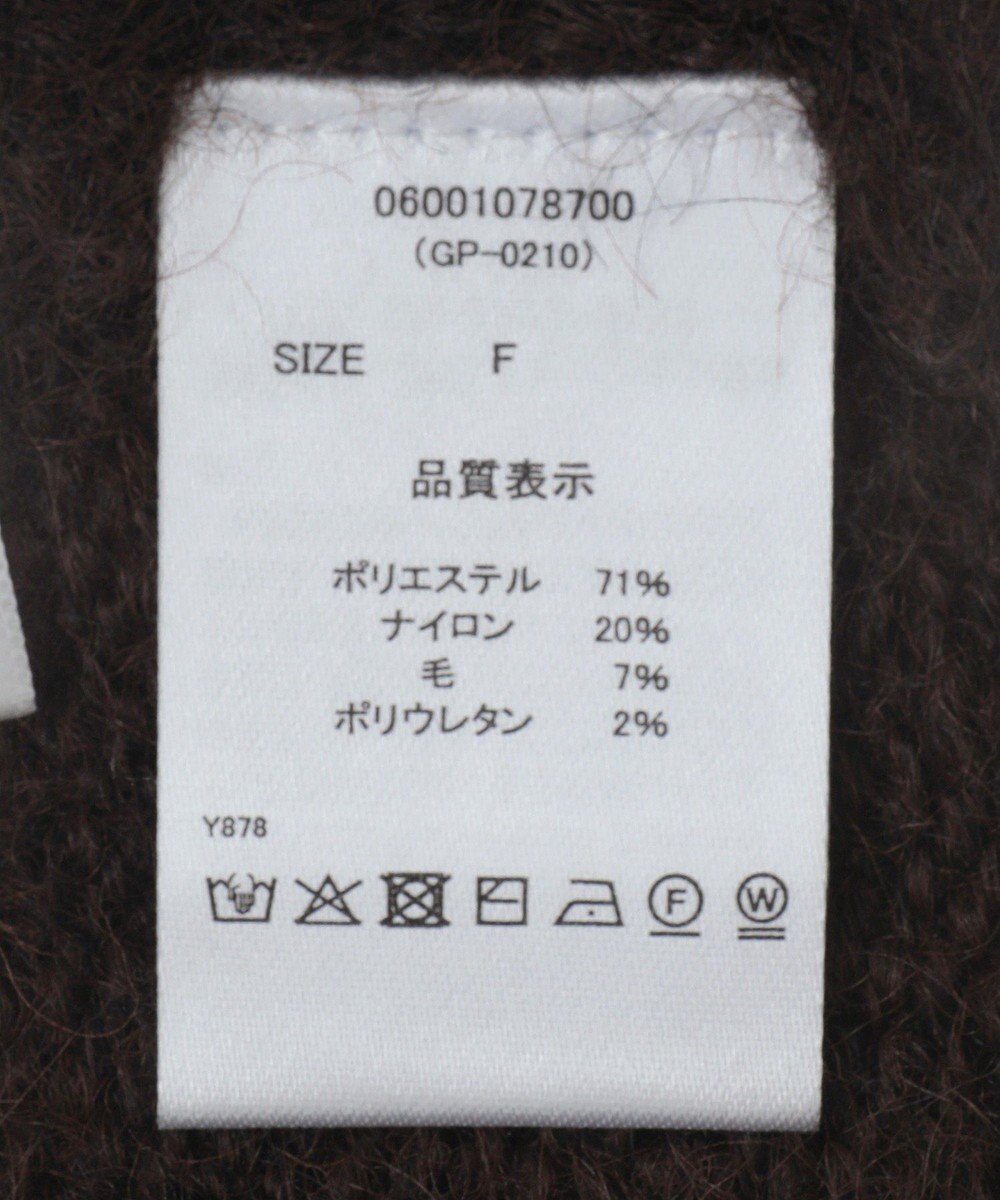 06001078700
(GP-0210)
SIZE F
品質表示
ポリエステル 71%
ナイロン 20%
毛 7%
ポリウレタン 2%
Y878
F W